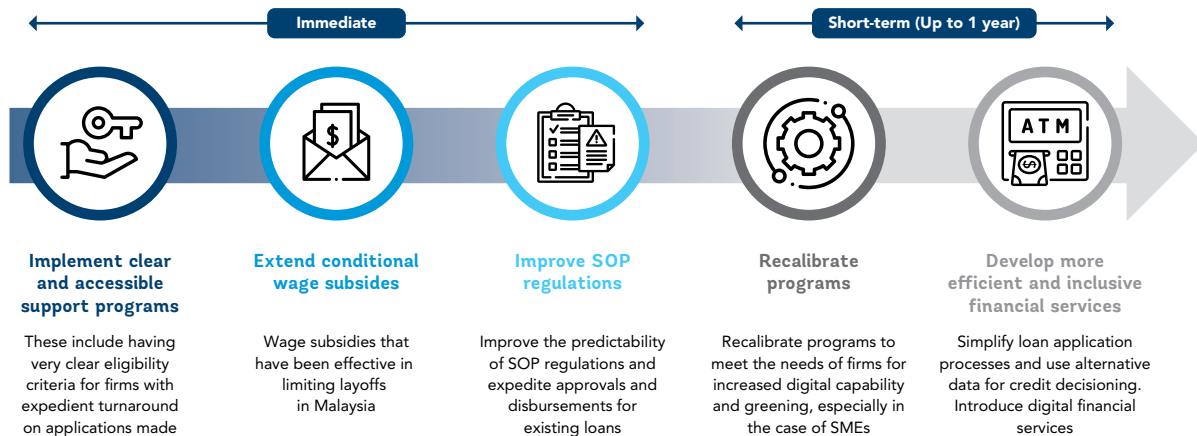 Immediate
Short-term (Up to 1 year)
$
ATM
$
Implement clear
and accessible
support programs
These include having
very clear eligibility
criteria for firms with
expedient turnaround
on applications made
Extend conditional
wage subsides
Wage subsidies that
have been effective in
limiting layoffs
in Malaysia
Improve SOP
regulations
Improve the predictability
of SOP regulations and
expedite approvals and
disbursements for
existing loans
Recalibrate
programs
Recalibrate programs to
meet the needs of firms for
increased digital capability
and greening, especially in
the case of SMEs
Develop more
efficient and inclusive
financial services
Simplify loan application
processes and use alternative
data for credit decisioning.
Introduce digital financial
services